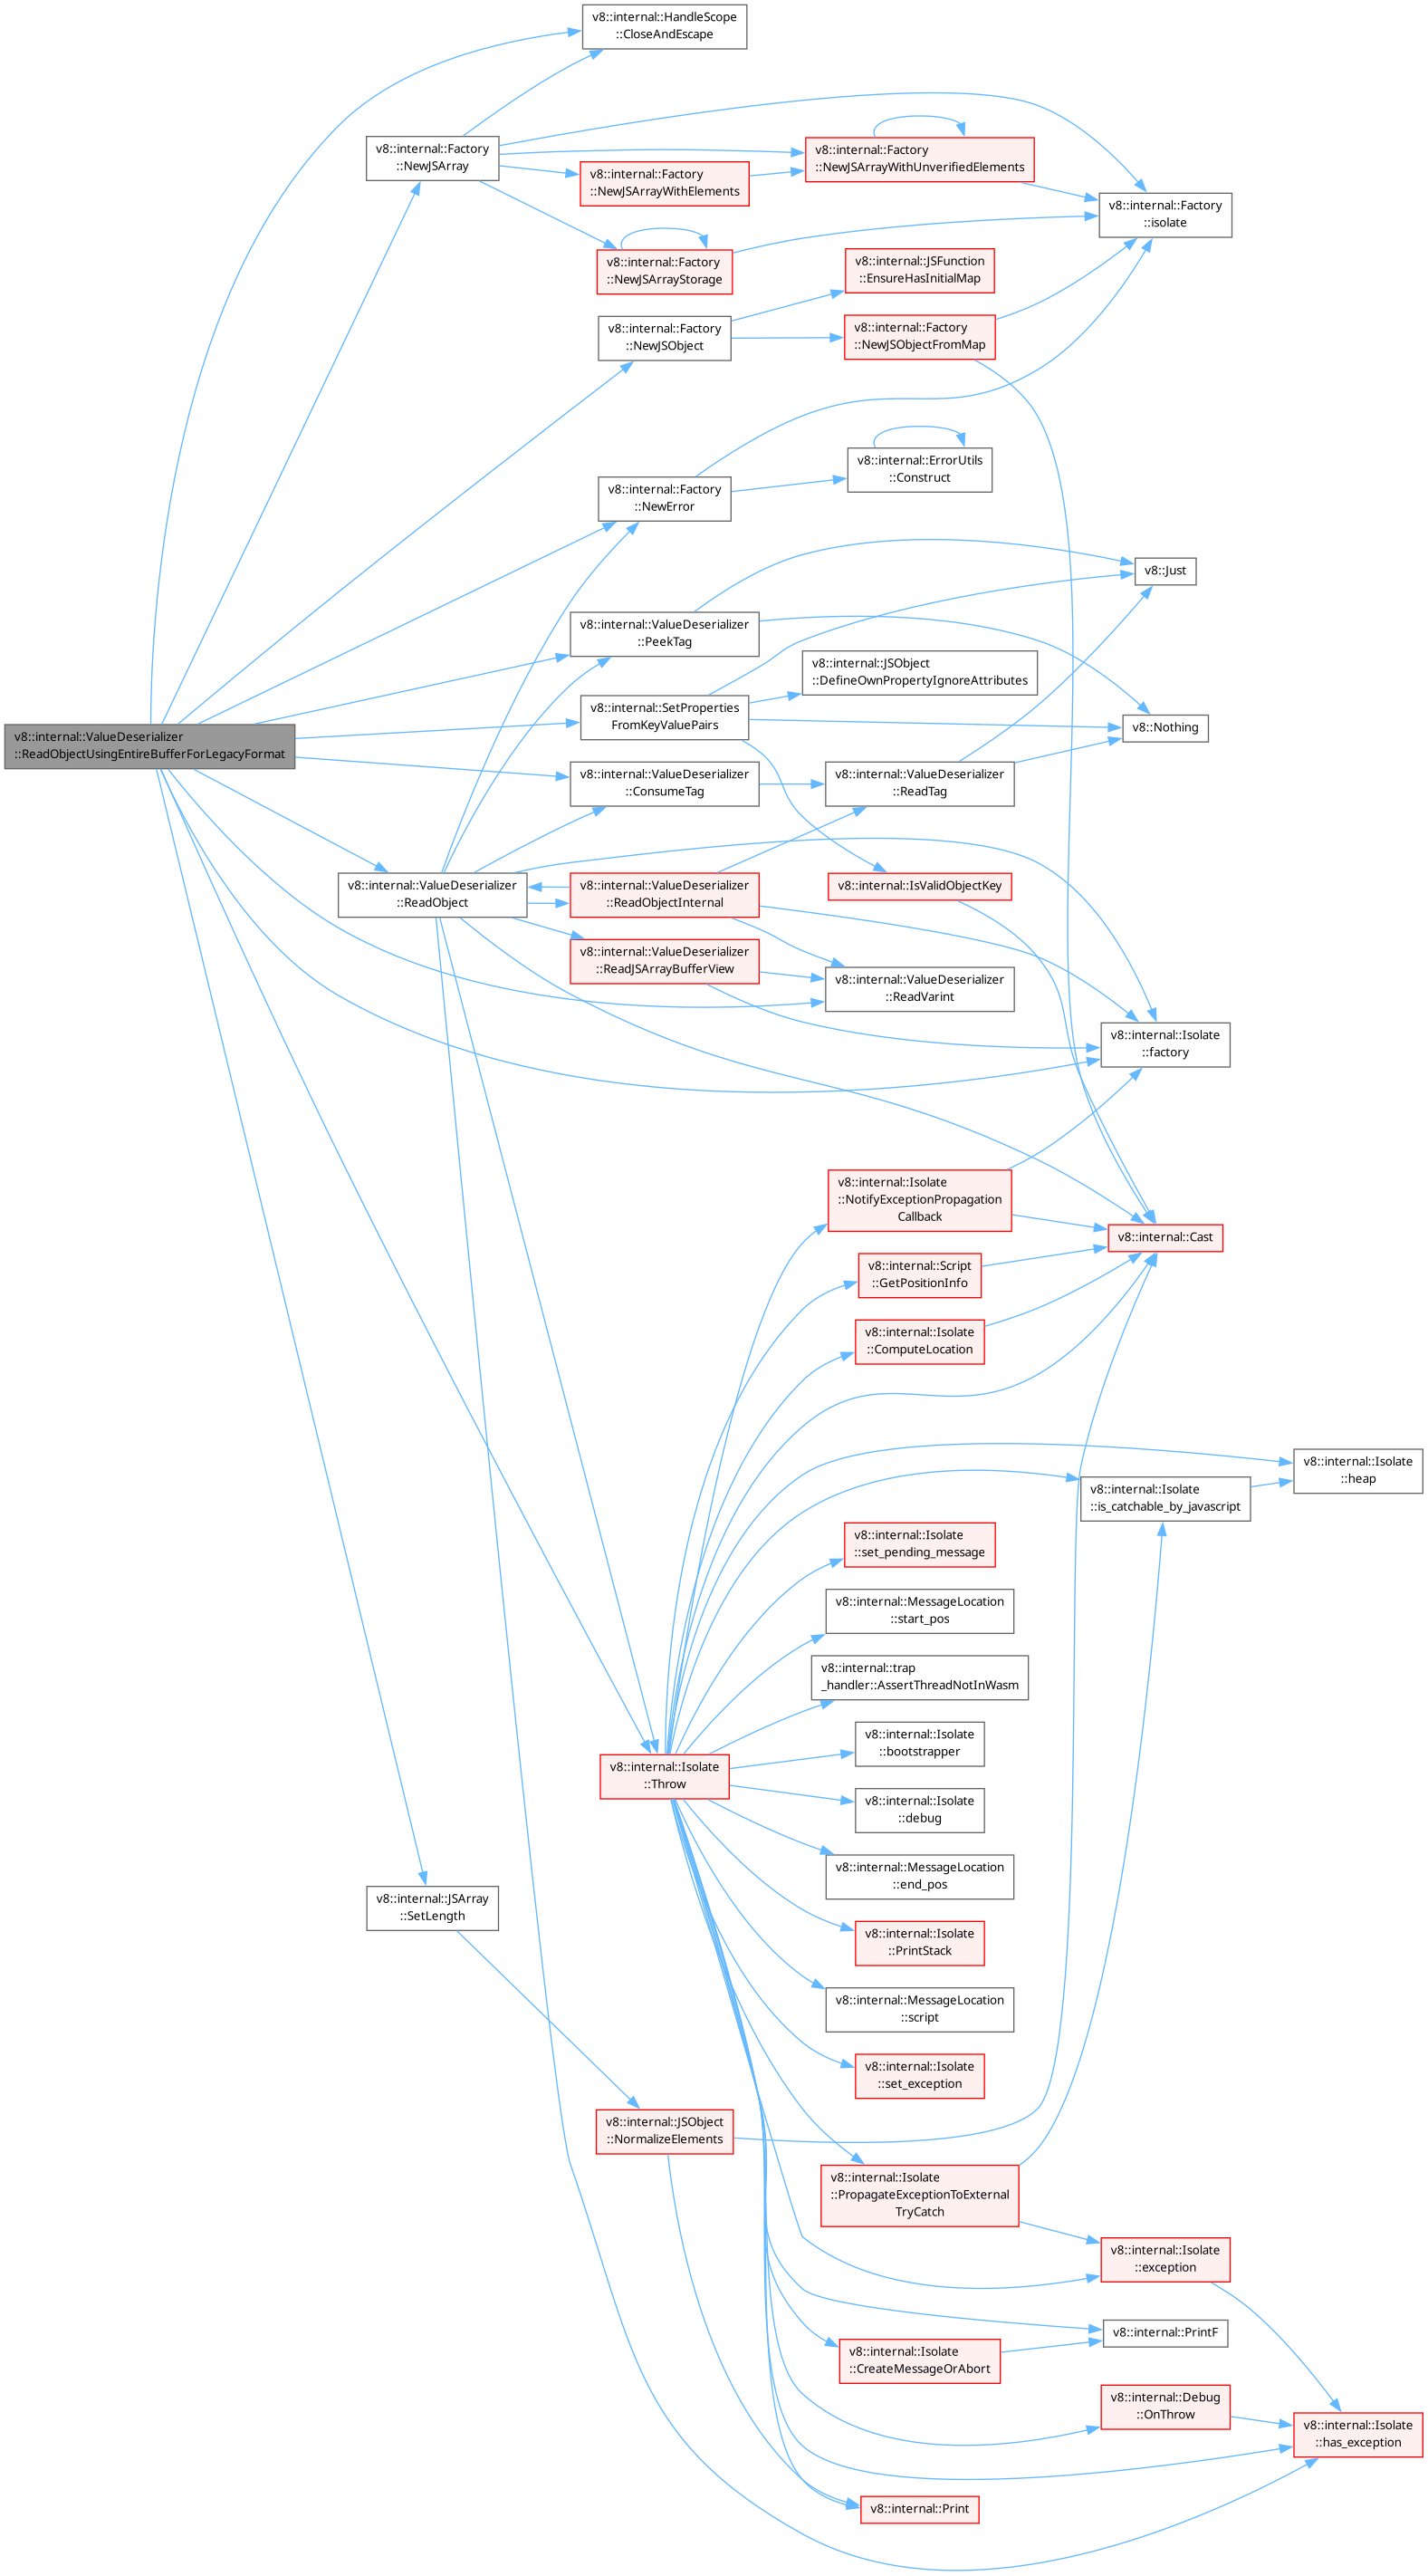 v8::internal::HandleScope
::CloseAndEscape
v8::internal::Factory
::NewJSArray
v8::internal::Factory
::NewJSArrayWithUnverifiedElements
v8::internal::Factory
::NewJSArrayWithElements
v8::internal::Factory
::isolate
v8::internal::Factory
::NewJSArrayStorage
v8::internal::JSFunction
::EnsureHasInitialMap
v8::internal::Factory
::NewJSObject
v8::internal::Factory
::NewJSObjectFromMap
v8::internal::ErrorUtils
::Construct
v8::internal::Factory
::NewError
v8::Just
v8::internal::ValueDeserializer
::PeekTag
v8::internal::JSObject
::DefineOwnPropertyIgnoreAttributes
v8::internal::SetProperties
FromKeyValuePairs
v8::Nothing
v8::internal::ValueDeserializer
::ReadObjectUsingEntireBufferForLegacyFormat
v8::internal::ValueDeserializer
::ConsumeTag
v8::internal::ValueDeserializer
::ReadTag
v8::internal::ValueDeserializer
::ReadObject
v8::internal::ValueDeserializer
::ReadObjectInternal
v8::internal::IsValidObjectKey
v8::internal::ValueDeserializer
::ReadJSArrayBufferView
v8::internal::ValueDeserializer
::ReadVarint
v8::internal::Isolate
::factory
v8::internal::Isolate
::NotifyExceptionPropagation
Callback
v8::internal::Cast
v8::internal::Script
::GetPositionInfo
v8::internal::Isolate
::ComputeLocation
v8::internal::Isolate
::heap
v8::internal::Isolate
::is_catchable_by_javascript
v8::internal::Isolate
::set_pending_message
v8::internal::MessageLocation
::start_pos
v8::internal::trap
_handler::AssertThreadNotInWasm
v8::internal::Isolate
::bootstrapper
v8::internal::Isolate
::Throw
v8::internal::Isolate
::debug
v8::internal::MessageLocation
::end_pos
v8::internal::JSArray
::SetLength
v8::internal::Isolate
::PrintStack
v8::internal::MessageLocation
::script
v8::internal::Isolate
::set_exception
v8::internal::JSObject
::NormalizeElements
v8::internal::Isolate
::PropagateExceptionToExternal
TryCatch
v8::internal::Isolate
::exception
v8::internal::PrintF
v8::internal::Isolate
::CreateMessageOrAbort
v8::internal::Debug
::OnThrow
v8::internal::Isolate
::has_exception
v8::internal::Print